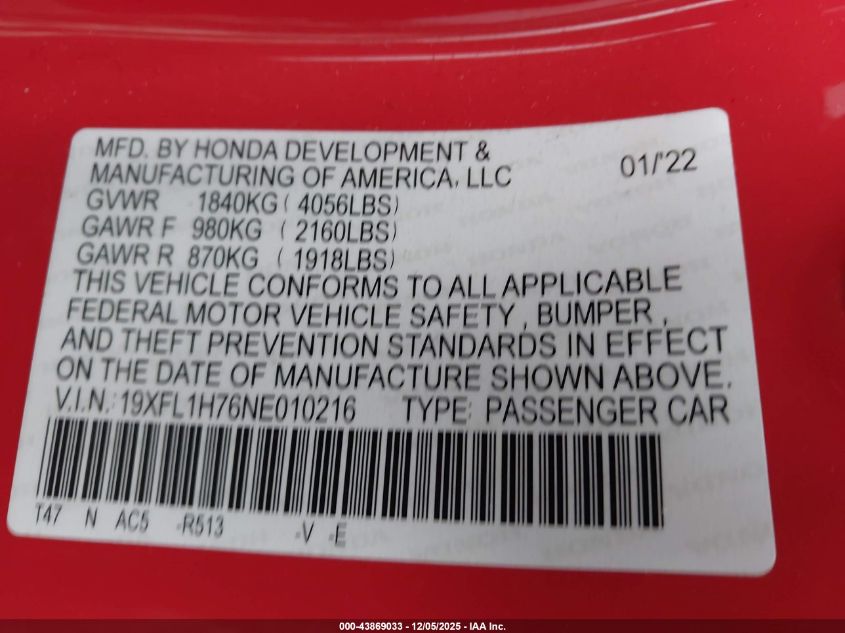 MFD. BY HONDA DEVELOPMENT &
MANUFACTURING OF AMERICA, LLC 01/'22
GVWR 1840KG ( 4056LBS)
GAWR F 980KG ( 2160LBS)
GAWR R 870KG ( 1918LBS)
THIS VEHICLE CONFORMS TO ALL APPLICABLE
FEDERAL MOTOR VEHICLE SAFETY , BUMPER ,
AND THEFT PREVENTION STANDARDS IN EFFECT
ON THE DATE OF MANUFACTURE SHOWN ABOVE.
V.I.N.: 19XFL1H76NE010216 TYPE: PASSENGER CAR
T47 N AC5 -R513 -V -E
000-43869033 - 12/05/2025 - IAA Inc.